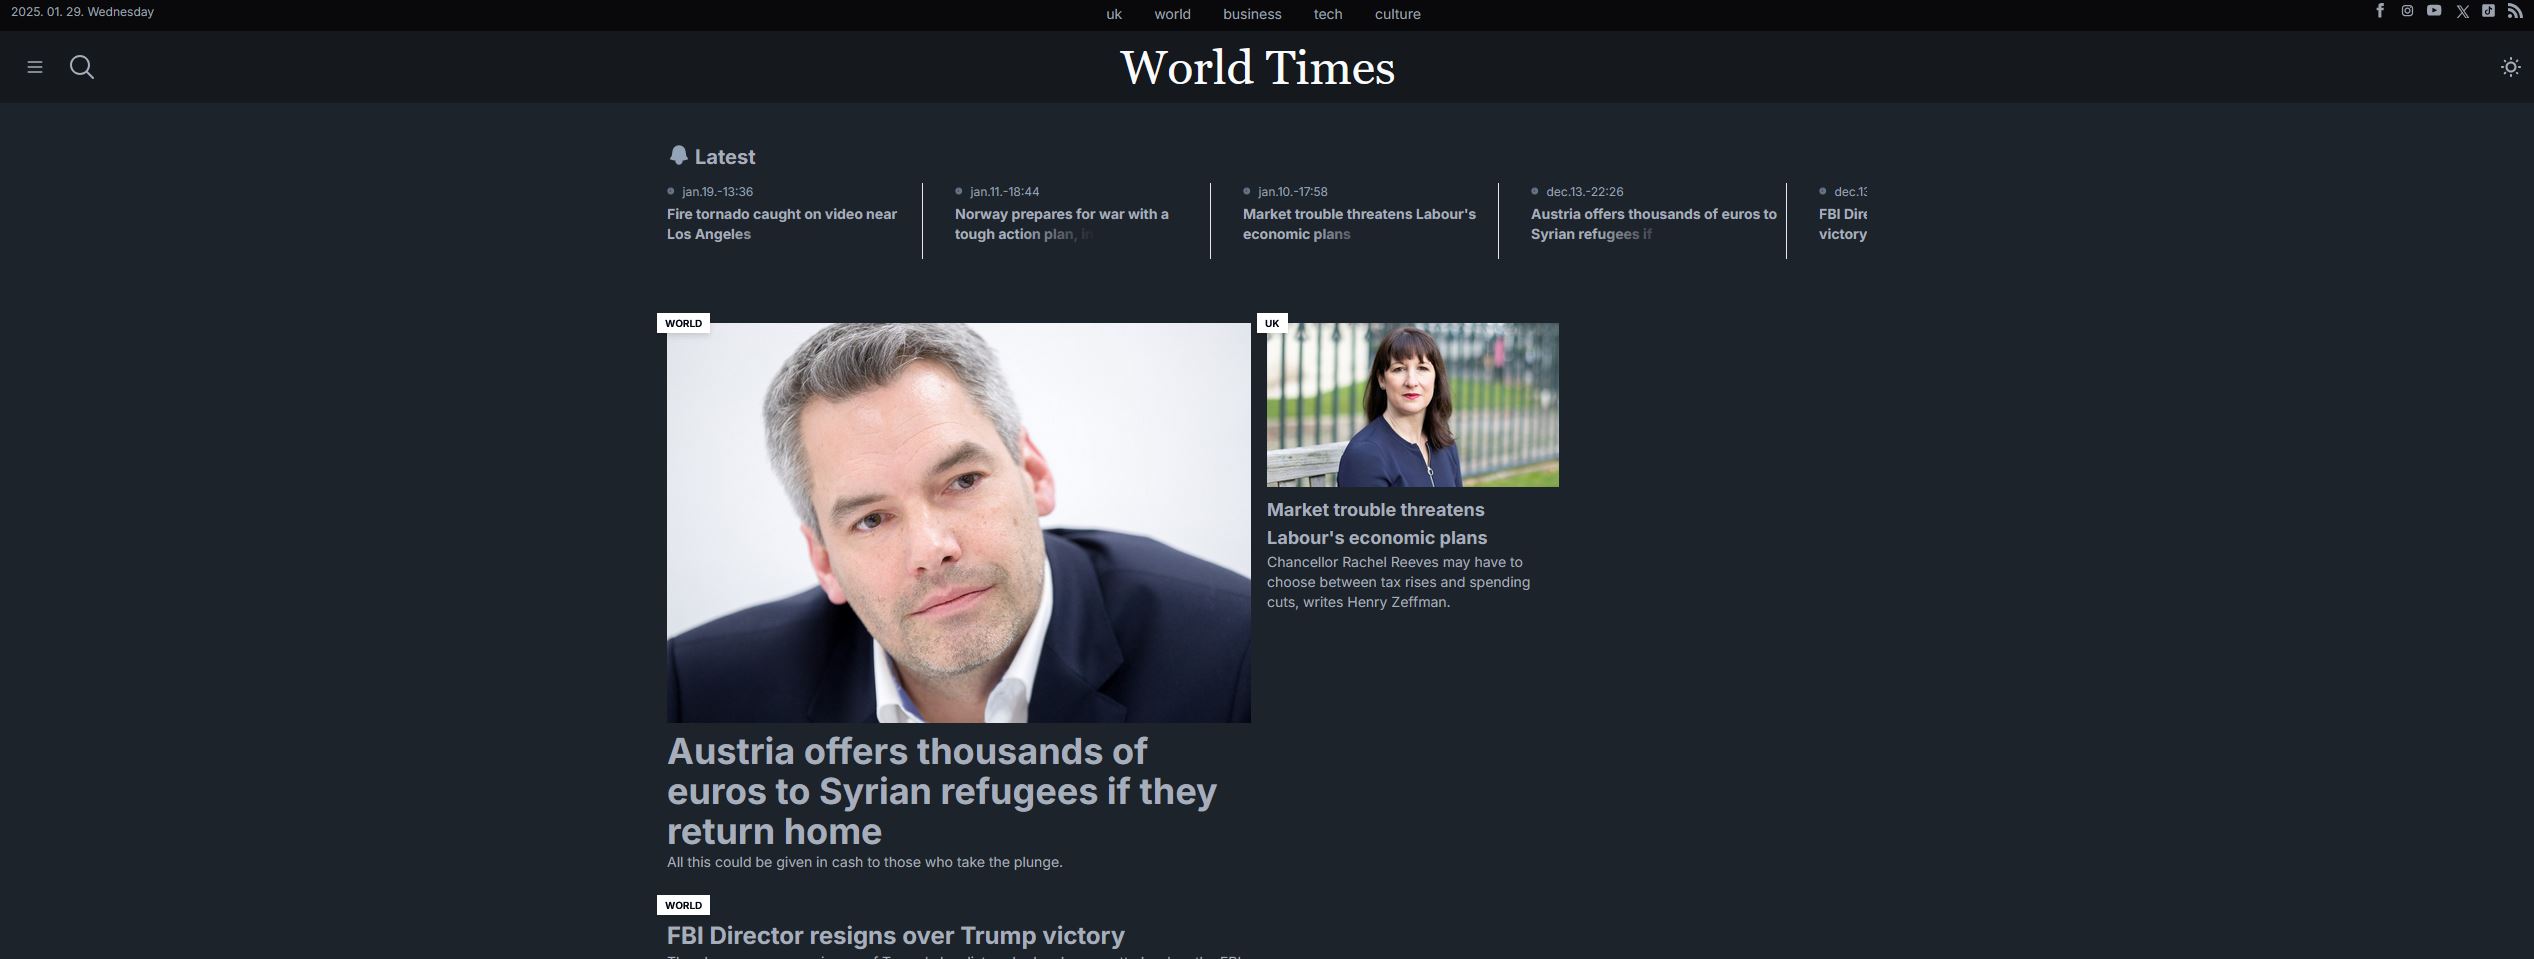 2025. 01. 29. Wednesday
uk world business tech culture
World Times
Latest
jan.19.-13:36
Fire tornado caught on video near
Los Angeles
jan.11.-18:44
Norway prepares for war with a
tough action plan, in
jan.10.-17:58
Market trouble threatens Labour's
economic plans
dec.13.-22:26
Austria offers thousands of euros to
Syrian refugees if
dec.13
FBI Dire
victory
WORLD
Austria offers thousands of
euros to Syrian refugees if they
return home
All this could be given in cash to those who take the plunge.
UK
Market trouble threatens
Labour's economic plans
Chancellor Rachel Reeves may have to
choose between tax rises and spending
cuts, writes Henry Zeffman.
WORLD
FBI Director resigns over Trump victory